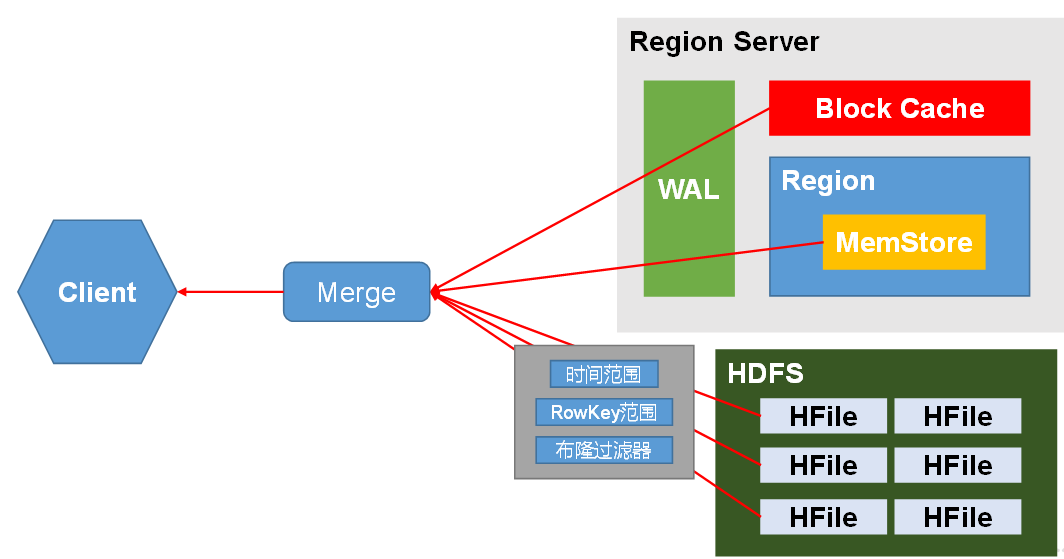 Region Server
Block Cache
WAL
Region
MemStore
Client
Merge
时间范围
RowKey范围
布隆过滤器
HDFS
HFile
HFile
HFile
HFile
HFile
HFile